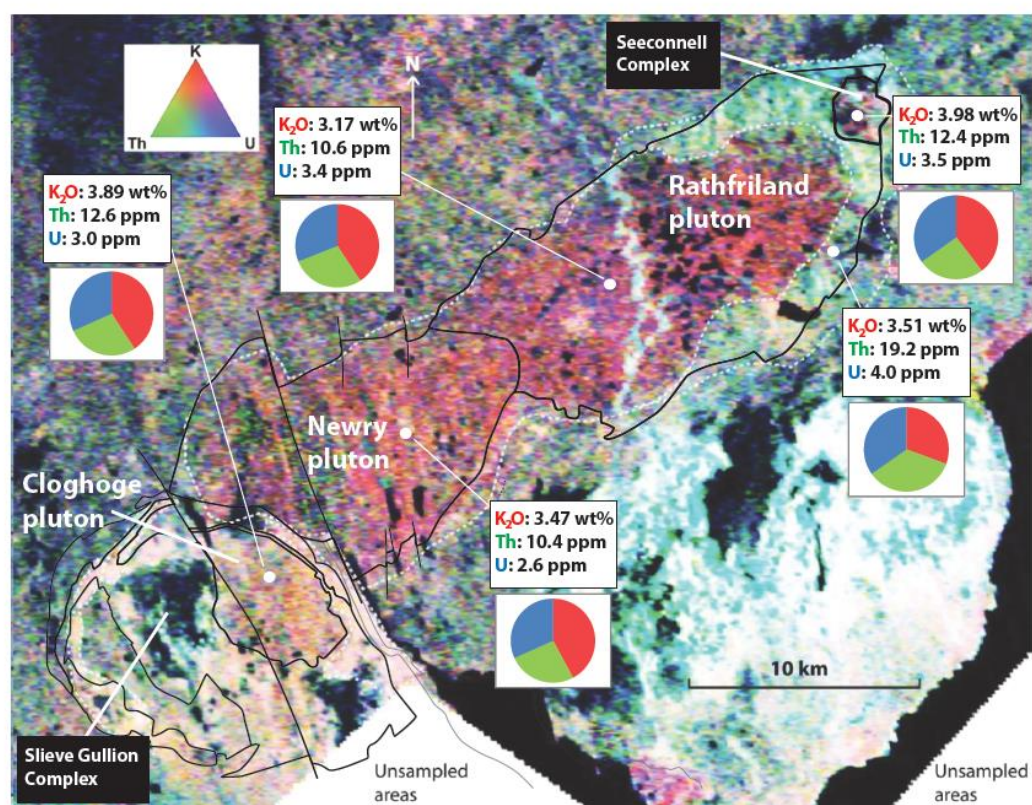 K
Th
U
N
Seeconnell
Complex
K₂O: 3.17 wt%
Th: 10.6 ppm
U: 3.4 ppm
K₂O: 3.98 wt%
Th: 12.4 ppm
U: 3.5 ppm
K₂O: 3.89 wt%
Th: 12.6 ppm
U: 3.0 ppm
Rathfriland
pluton
K₂O: 3.51 wt%
Th: 19.2 ppm
U: 4.0 ppm
Newry
pluton
Cloghoge
pluton
K₂O: 3.47 wt%
Th: 10.4 ppm
U: 2.6 ppm
10 km
Slieve Gullion
Complex
Unsampled
areas
Unsampled
areas